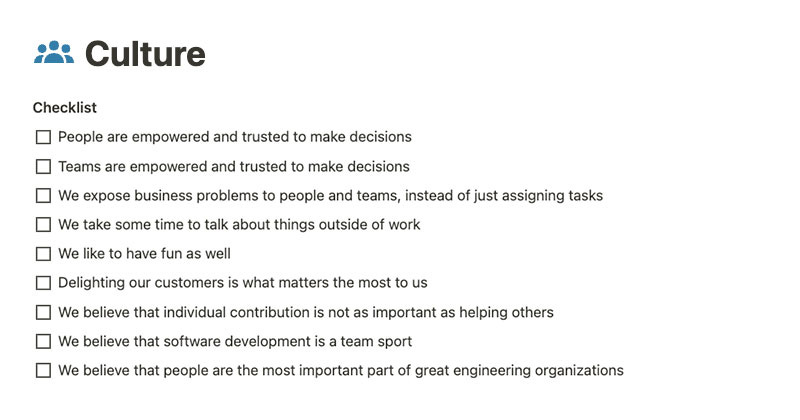 Culture
Checklist
People are empowered and trusted to make decisions
Teams are empowered and trusted to make decisions
We expose business problems to people and teams, instead of just assigning tasks
We take some time to talk about things outside of work
We like to have fun as well
Delighting our customers is what matters the most to us
We believe that individual contribution is not as important as helping others
We believe that software development is a team sport
We believe that people are the most important part of great engineering organizations